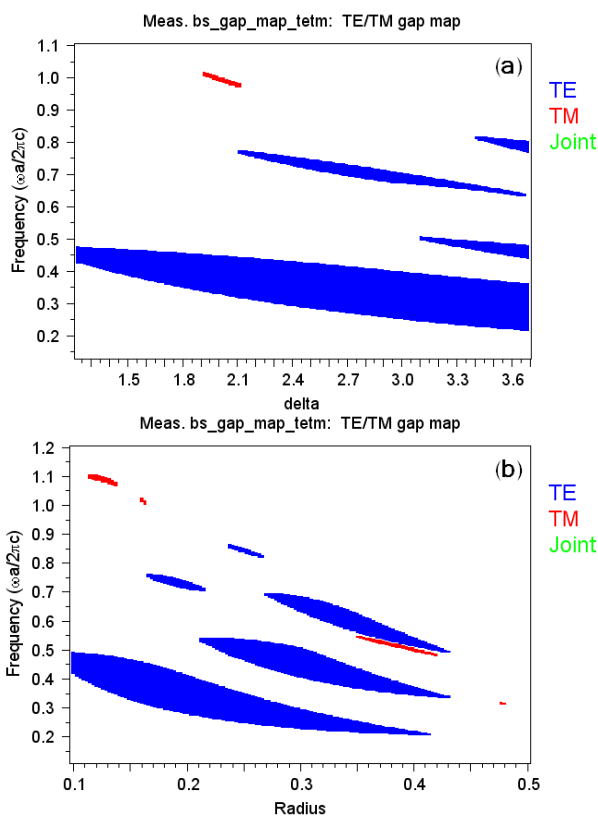 Meas. bs_gap_map_tetm: TE/TM gap map
(a)
1.1
1.0
0.9
0.8
0.7
0.6
0.5
0.4
0.3
0.2
Frequency (ωa/2πc)
1.5 1.8 2.1 2.4 2.7 3.0 3.3 3.6
delta
TE
TM
Joint
Meas. bs_gap_map_tetm: TE/TM gap map
(b)
1.2
1.1
1.0
0.9
0.8
0.7
0.6
0.5
0.4
0.3
0.2
Frequency (ωa/2πc)
0.1 0.2 0.3 0.4 0.5
Radius
TE
TM
Joint